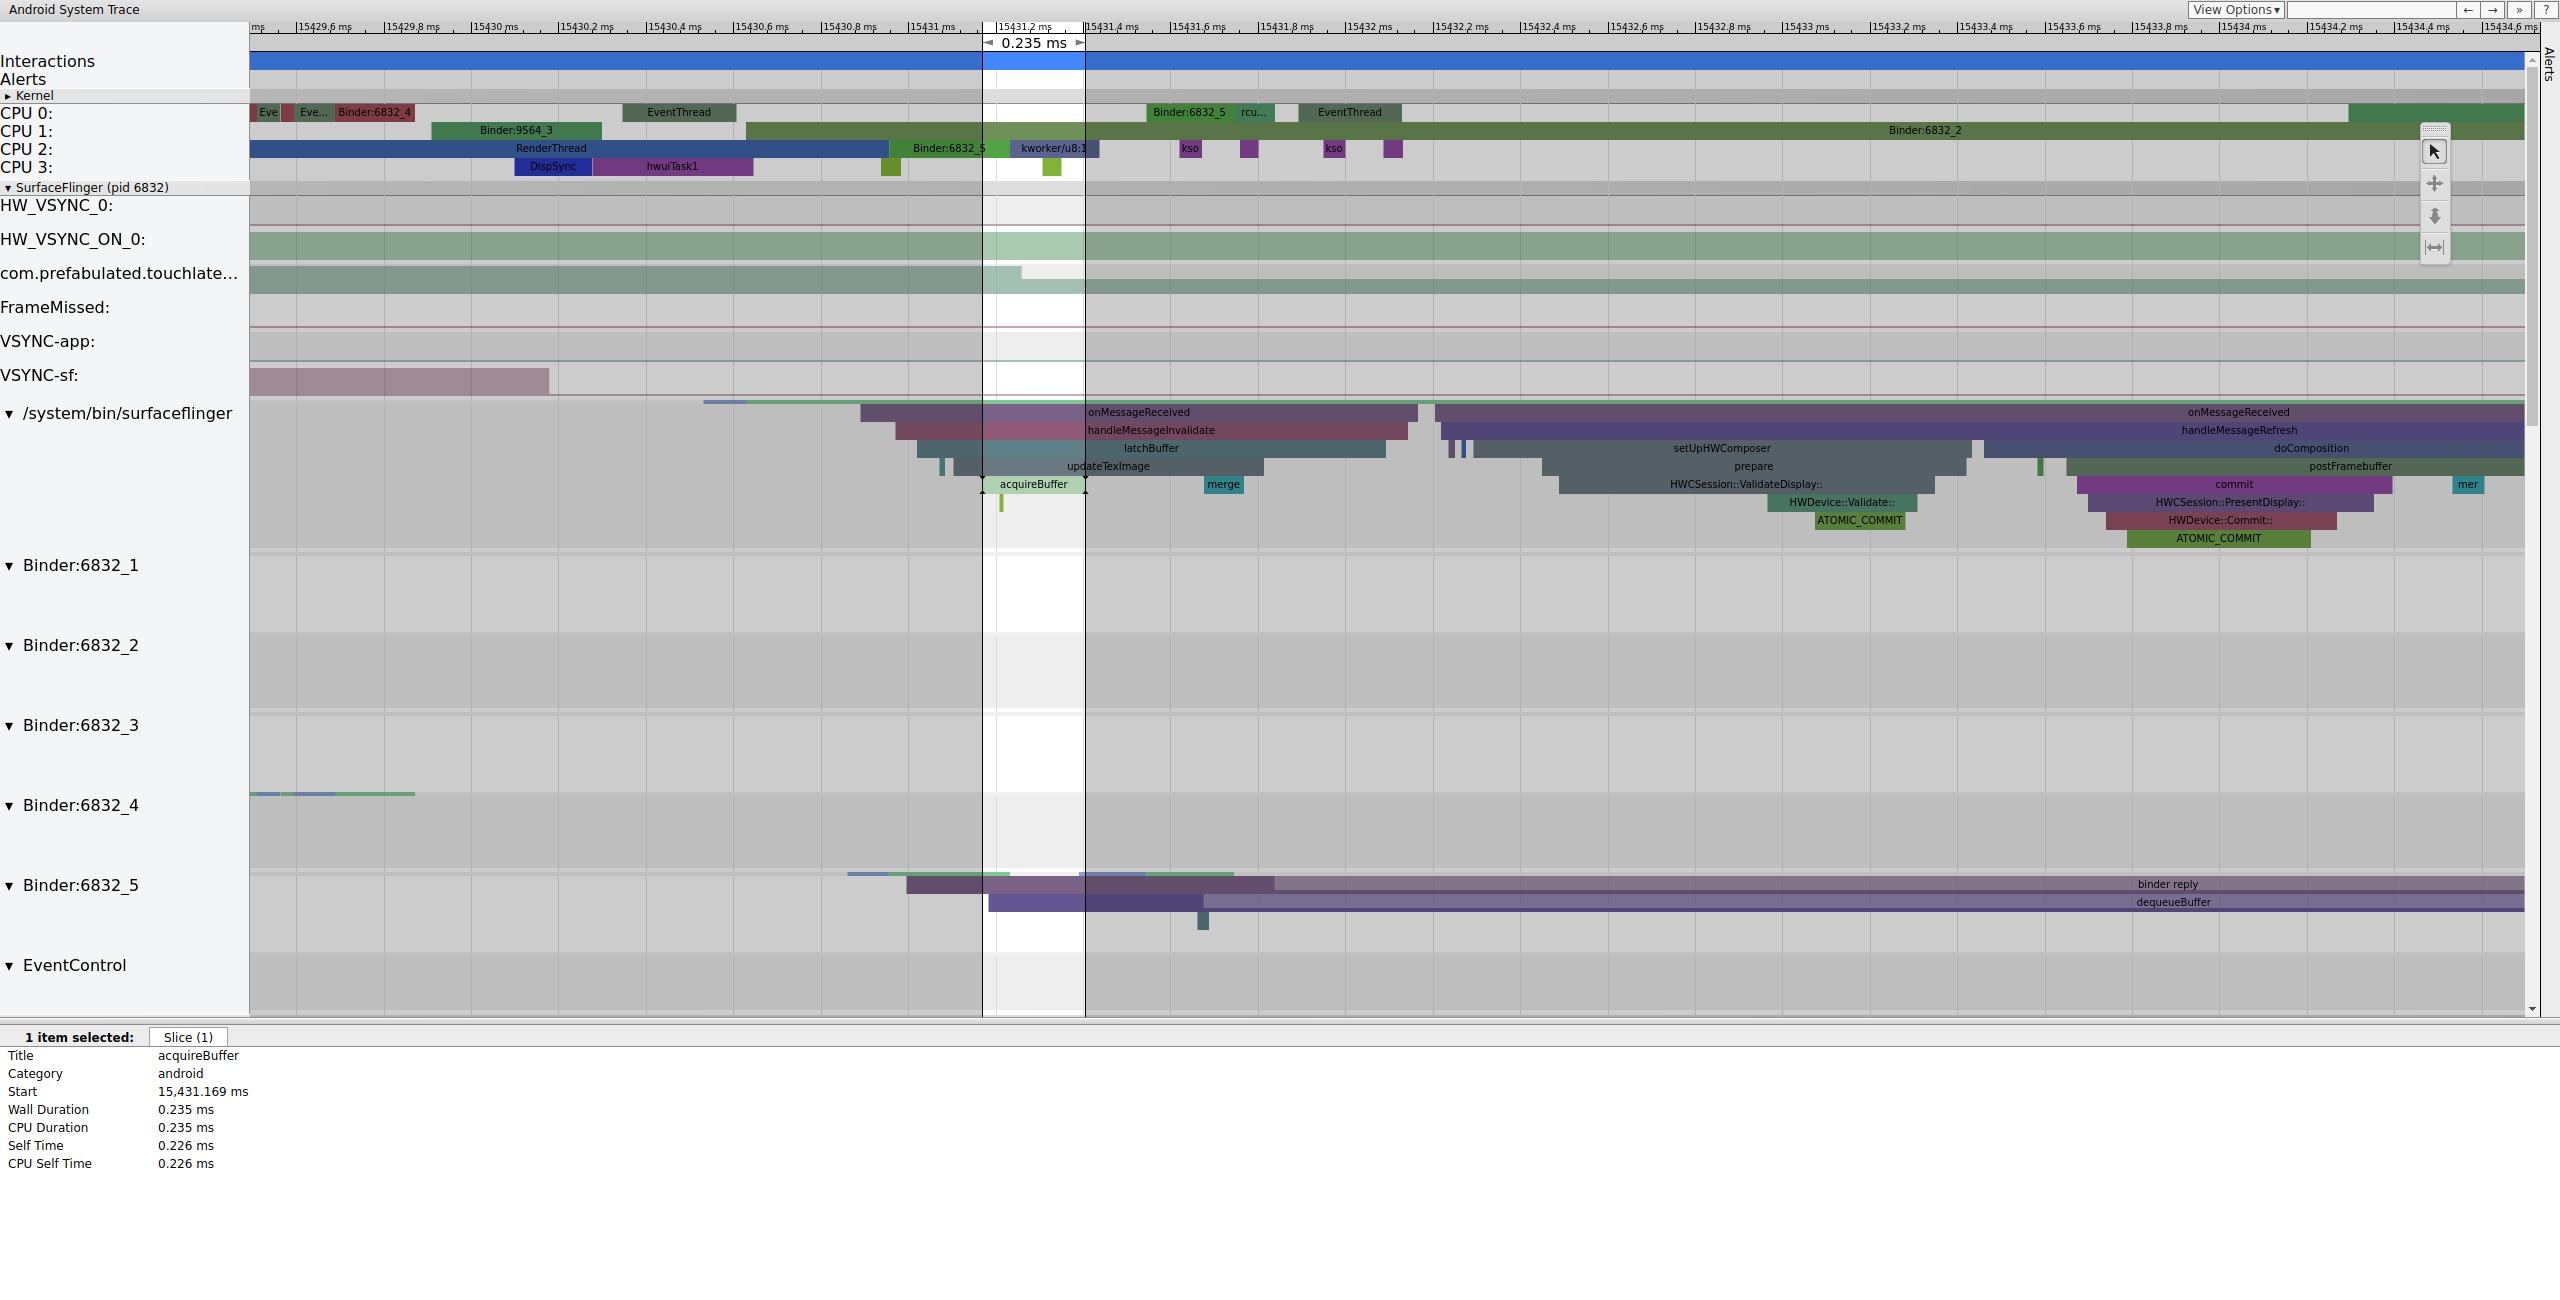 Android System Trace
View Options▾ ← → » ?
ms 15429.6 ms 15429.8 ms 15430 ms 15430.2 ms 15430.4 ms 15430.6 ms 15430.8 ms 15431 ms 15431.2 ms 15431.4 ms 15431.6 ms 15431.8 ms 15432 ms 15432.2 ms 15432.4 ms 15432.6 ms 15432.8 ms 15433 ms 15433.2 ms 15433.4 ms 15433.6 ms 15433.8 ms 15434 ms 15434.2 ms 15434.4 ms 15434.6 ms
0.235 ms
Alerts
Interactions
Alerts
▸ Kernel
CPU 0: Eve Eve... Binder:6832_4 EventThread Binder:6832_5 rcu... EventThread
CPU 1: Binder:9564_3 Binder:6832_2
CPU 2: RenderThread Binder:6832_5 kworker/u8:1 kso kso
CPU 3: DispSync hwuiTask1
▾ SurfaceFlinger (pid 6832)
HW_VSYNC_0:
HW_VSYNC_ON_0:
com.prefabulated.touchlate...
FrameMissed:
VSYNC-app:
VSYNC-sf:
▾ /system/bin/surfaceflinger onMessageReceived onMessageReceived
handleMessageInvalidate handleMessageRefresh
latchBuffer setUpHWComposer doComposition
updateTexImage prepare postFramebuffer
acquireBuffer merge HWCSession::ValidateDisplay:: commit mer
HWDevice::Validate:: HWCSession::PresentDisplay::
ATOMIC_COMMIT HWDevice::Commit::
ATOMIC_COMMIT
▾ Binder:6832_1
▾ Binder:6832_2
▾ Binder:6832_3
▾ Binder:6832_4
▾ Binder:6832_5 binder reply
dequeueBuffer
▾ EventControl
1 item selected: Slice (1)
Title acquireBuffer
Category android
Start 15,431.169 ms
Wall Duration 0.235 ms
CPU Duration 0.235 ms
Self Time 0.226 ms
CPU Self Time 0.226 ms